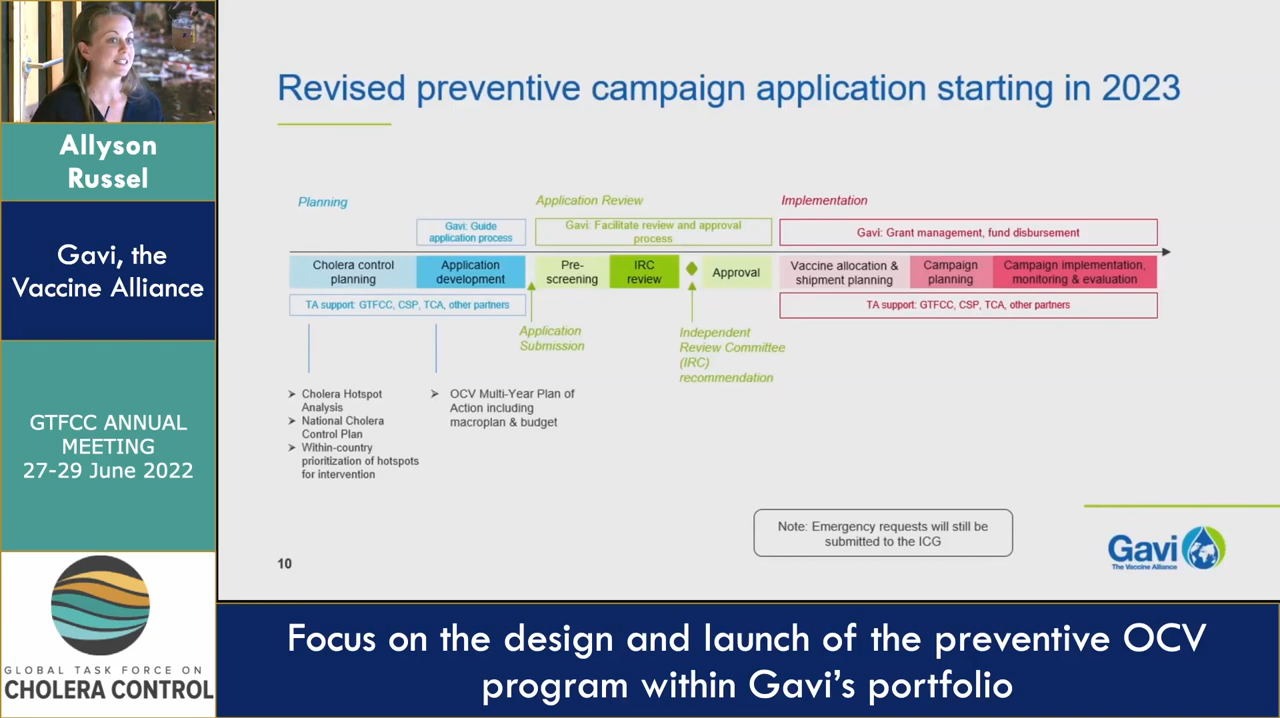 Allyson
Russel
Gavi, the
Vaccine Alliance
GTFCC ANNUAL
MEETING
27-29 June 2022
GLOBAL TASK FORCE ON
CHOLERA CONTROL
Revised preventive campaign application starting in 2023
Planning
Application Review
Implementation
Gavi: Guide
application process
Gavi: Facilitate review and approval
process
Gavi: Grant management, fund disbursement
Cholera control
planning
Application
development
Pre-
screening
IRC
review
Approval
Vaccine allocation &
shipment planning
Campaign
planning
Campaign implementation,
monitoring & evaluation
TA support: GTFCC, CSP, TCA, other partners
TA support: GTFCC, CSP, TCA, other partners
Application
Submission
Independent
Review Committee
(IRC)
recommendation
➢ Cholera Hotspot
Analysis
➢ National Cholera
Control Plan
➢ Within-country
prioritization of hotspots
for intervention
➢ OCV Multi-Year Plan of
Action including
macroplan & budget
Note: Emergency requests will still be
submitted to the ICG
10
Gavi
The Vaccine Alliance
Focus on the design and launch of the preventive OCV
program within Gavi's portfolio